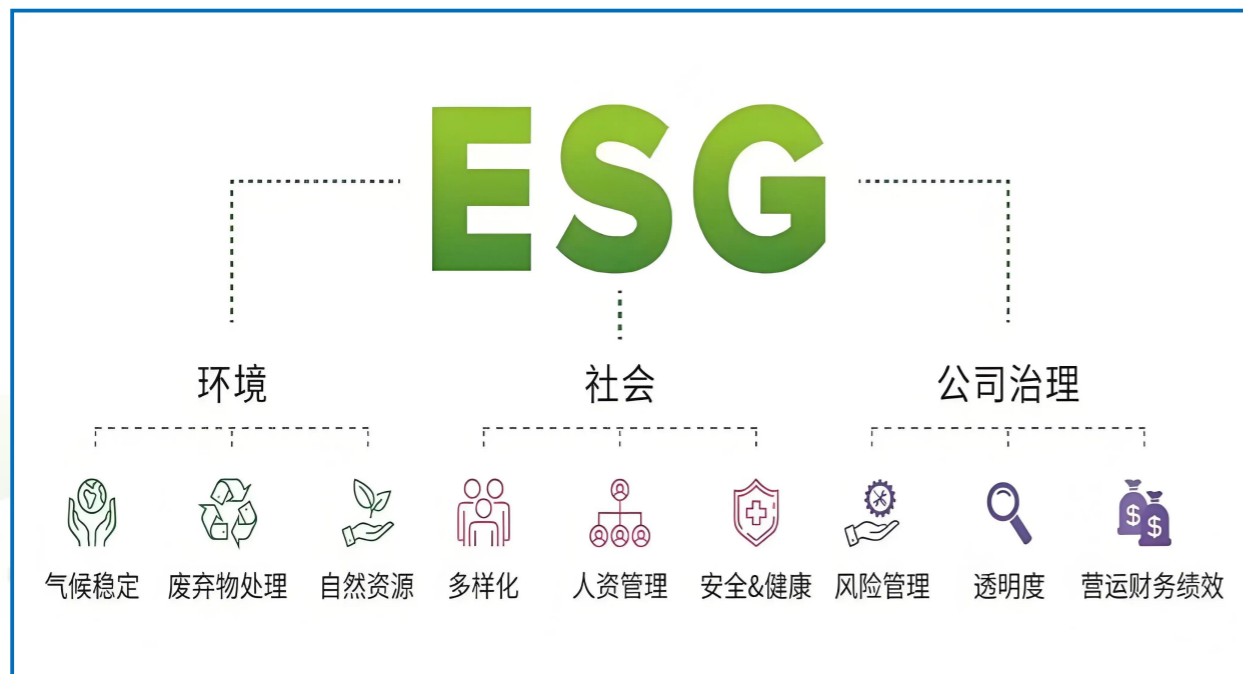 ESG
环境
社会
公司治理
气候稳定
废弃物处理
自然资源
多样化
人资管理
安全&健康
风险管理
透明度
营运财务绩效